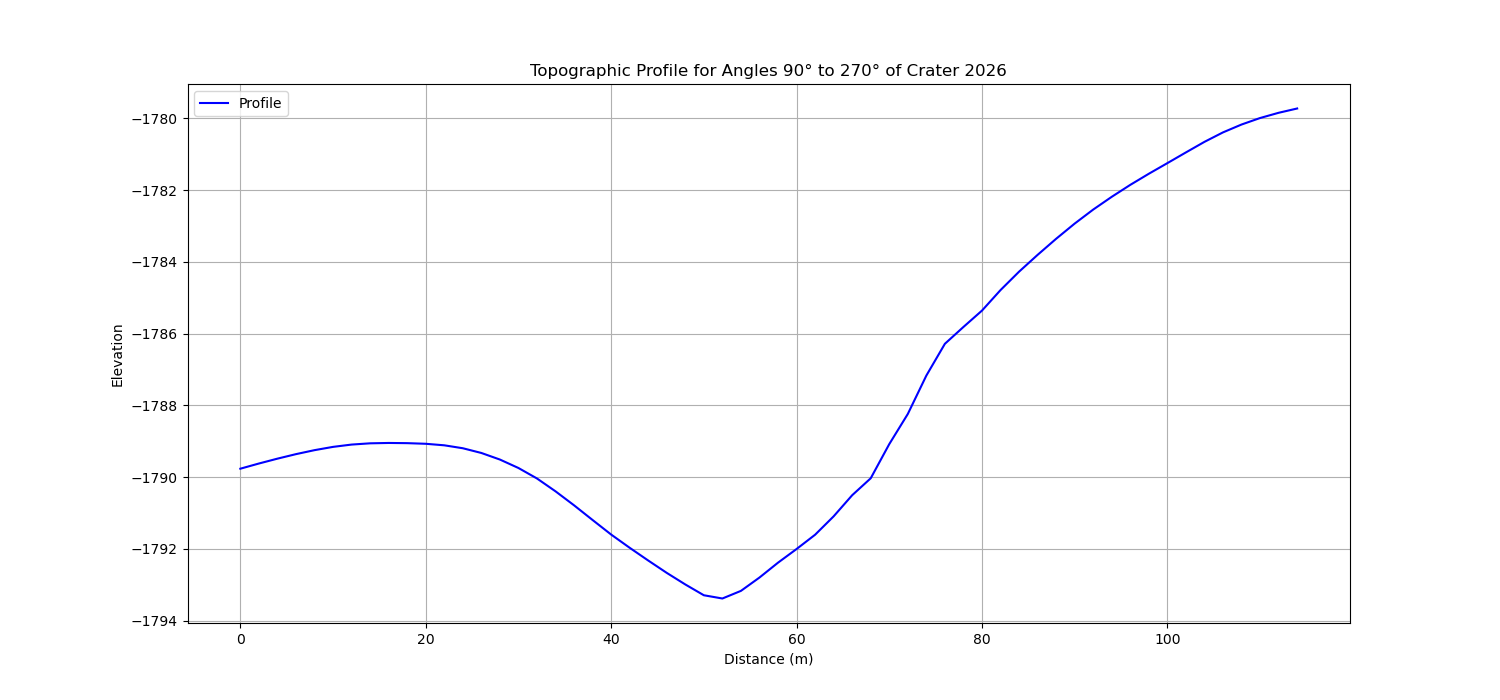 Topographic Profile for Angles 90° to 270° of Crater 2026
Profile
−1780
−1782
−1784
−1786
−1788
−1790
−1792
−1794
Elevation
0 20 40 60 80 100
Distance (m)